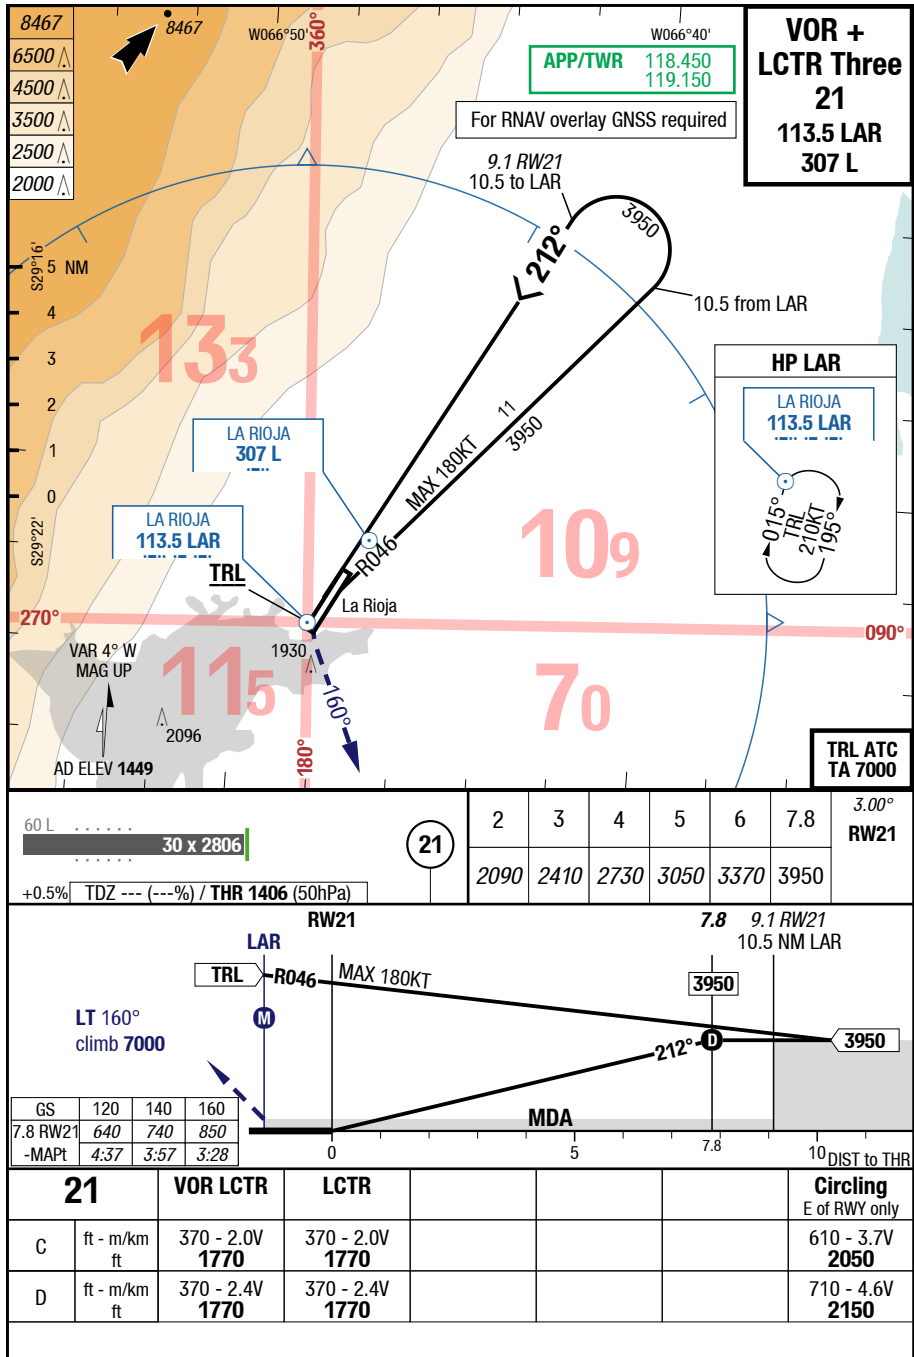 8467
6500
4500
3500
2500
2000
8467
W066°50'
360°
W066°40'
APP/TWR 118.450
119.150
For RNAV overlay GNSS required
VOR +
LCTR Three
21
113.5 LAR
307 L
9.1 RW21
10.5 to LAR
3950
212°
10.5 from LAR
S29°16'
5 NM
4
3
2
1
0
S29°22'
133
109
115
70
11
MAX 180KT
3950
R046
LA RIOJA
307 L
LA RIOJA
113.5 LAR
TRL
La Rioja
HP LAR
LA RIOJA
113.5 LAR
015°
TRL
210KT
195°
270°
090°
180°
1930
160°
VAR 4° W
MAG UP
2096
AD ELEV 1449
TRL ATC
TA 7000
60 L
30 x 2806
+0.5% TDZ --- (---%) / THR 1406 (50hPa)
21
2 3 4 5 6 7.8 3.00°
RW21
2090 2410 2730 3050 3370 3950
RW21
7.8 9.1 RW21
10.5 NM LAR
LAR
TRL R046 MAX 180KT
3950
M
LT 160°
climb 7000
D
212°
3950
MDA
GS 120 140 160
7.8 RW21 640 740 850
-MAPt 4:37 3:57 3:28
0 5 7.8 10 DIST to THR
21 VOR LCTR LCTR Circling
E of RWY only
C ft - m/km 370 - 2.0V 370 - 2.0V 610 - 3.7V
ft 1770 1770 2050
D ft - m/km 370 - 2.4V 370 - 2.4V 710 - 4.6V
ft 1770 1770 2150